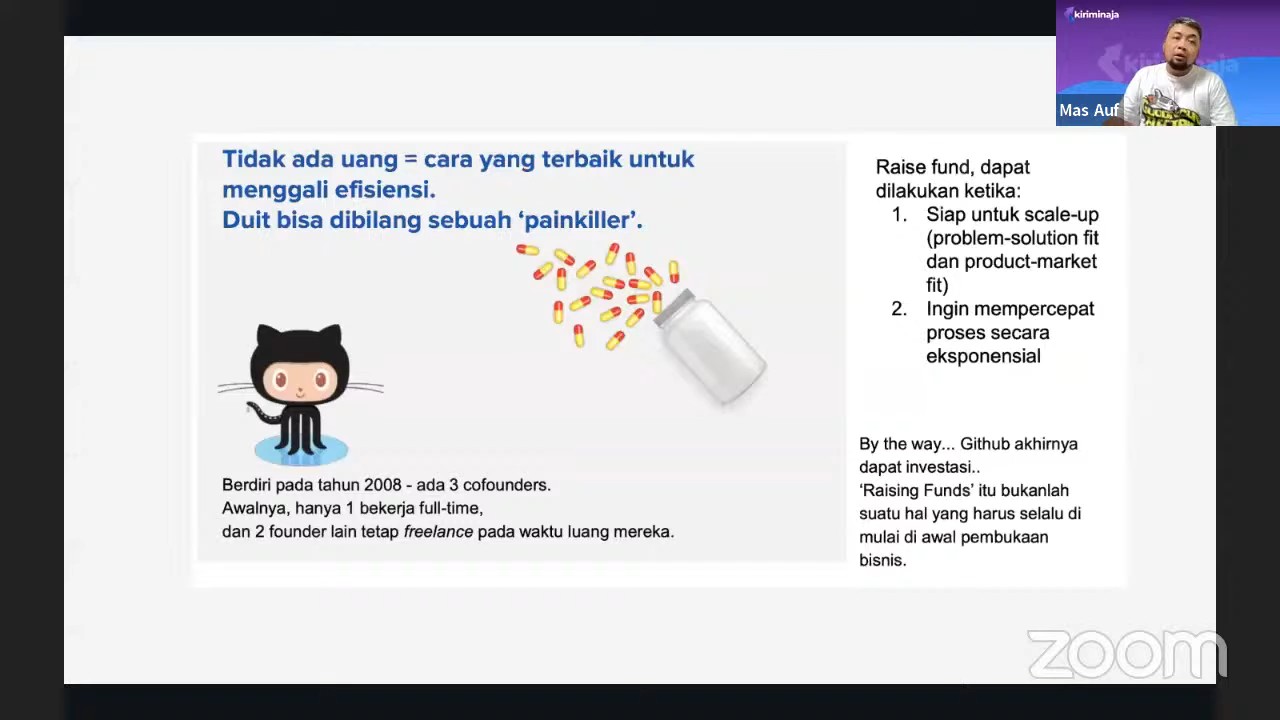 kiriminaja
Mas Auf
Tidak ada uang = cara yang terbaik untuk
menggali efisiensi.
Duit bisa dibilang sebuah ‘painkiller’.
Berdiri pada tahun 2008 - ada 3 cofounders.
Awalnya, hanya 1 bekerja full-time,
dan 2 founder lain tetap freelance pada waktu luang mereka.
Raise fund, dapat
dilakukan ketika:
1. Siap untuk scale-up
(problem-solution fit
dan product-market
fit)
2. Ingin mempercepat
proses secara
eksponensial
By the way... Github akhirnya
dapat investasi..
‘Raising Funds’ itu bukanlah
suatu hal yang harus selalu di
mulai di awal pembukaan
bisnis.
zoom